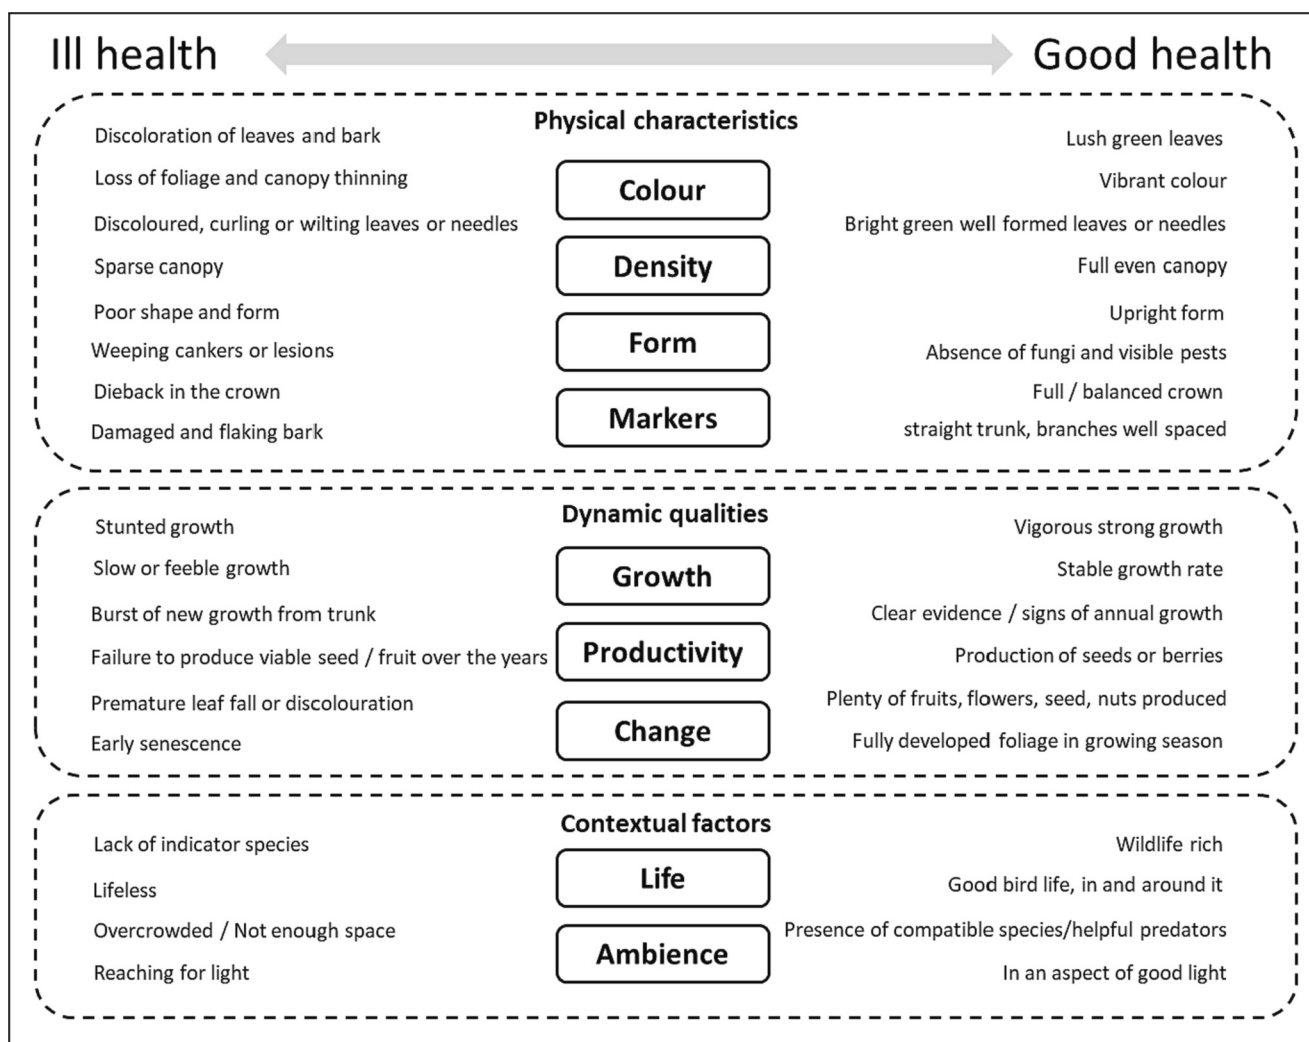 Ill health
Good health
Physical characteristics
Discoloration of leaves and bark
Loss of foliage and canopy thinning
Discoloured, curling or wilting leaves or needles
Sparse canopy
Poor shape and form
Weeping cankers or lesions
Dieback in the crown
Damaged and flaking bark
Colour
Density
Form
Markers
Lush green leaves
Vibrant colour
Bright green well formed leaves or needles
Full even canopy
Upright form
Absence of fungi and visible pests
Full / balanced crown
straight trunk, branches well spaced
Dynamic qualities
Stunted growth
Slow or feeble growth
Burst of new growth from trunk
Failure to produce viable seed / fruit over the years
Premature leaf fall or discolouration
Early senescence
Growth
Productivity
Change
Vigorous strong growth
Stable growth rate
Clear evidence / signs of annual growth
Production of seeds or berries
Plenty of fruits, flowers, seed, nuts produced
Fully developed foliage in growing season
Contextual factors
Lack of indicator species
Lifeless
Overcrowded / Not enough space
Reaching for light
Life
Ambience
Wildlife rich
Good bird life, in and around it
Presence of compatible species/helpful predators
In an aspect of good light